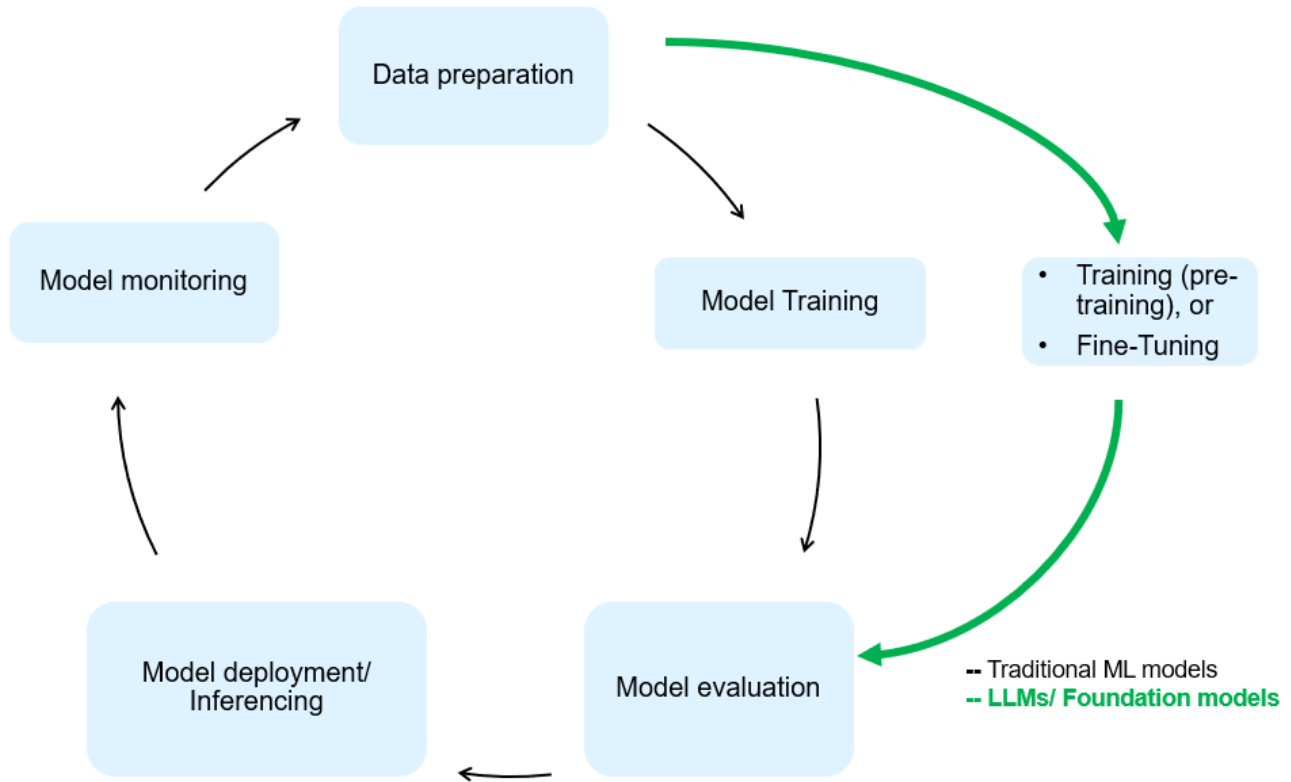 Data preparation
Model monitoring
Model Training
• Training (pre-
training), or
• Fine-Tuning
Model deployment/
Inferencing
Model evaluation
-- Traditional ML models
-- LLMs/ Foundation models